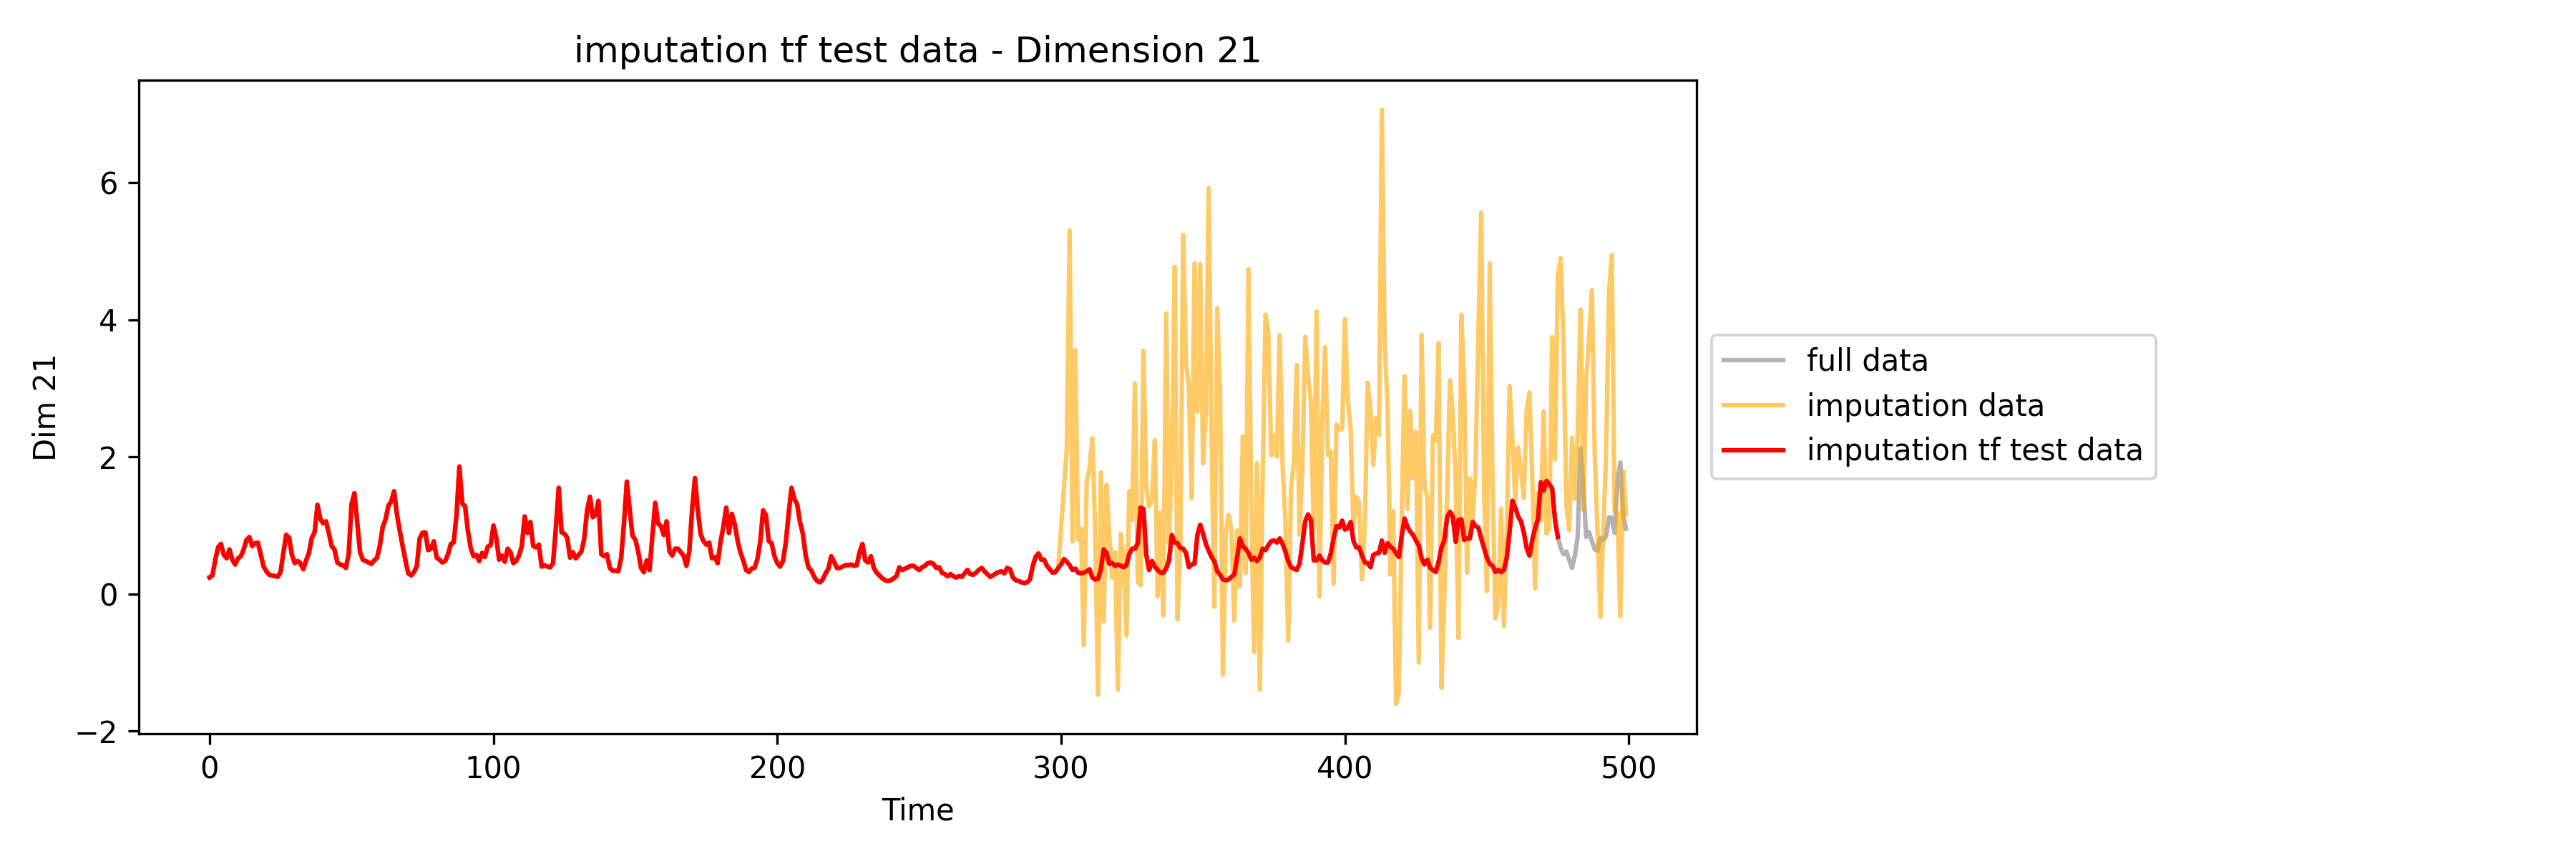 imputation tf test data - Dimension 21
Dim 21
6
4
2
0
−2
0 100 200 300 400 500
Time
full data
imputation data
imputation tf test data